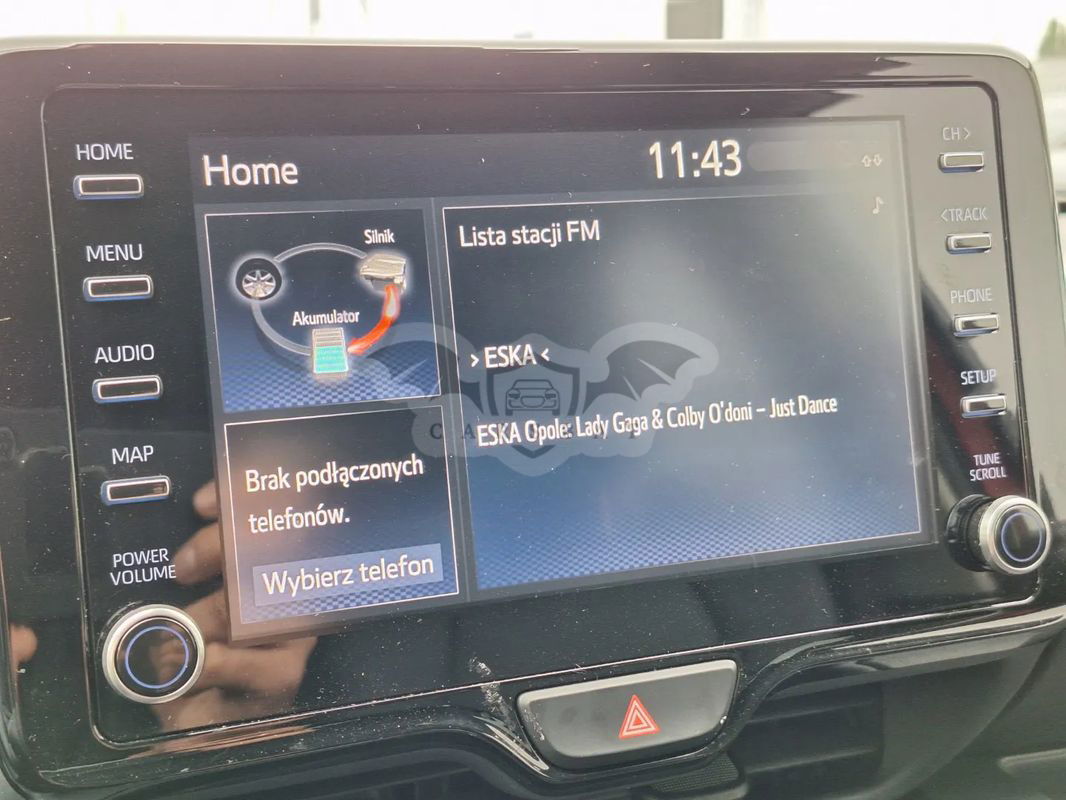 HOME
MENU
AUDIO
MAP
POWER
VOLUME
Home
11:43
Silnik
Akumulator
Brak podłączonych
telefonów.
Wybierz telefon
Lista stacji FM
> ESKA <
ESKA Opole: Lady Gaga & Colby O'doni – Just Dance
CH >
< TRACK
PHONE
SETUP
TUNE
SCROLL